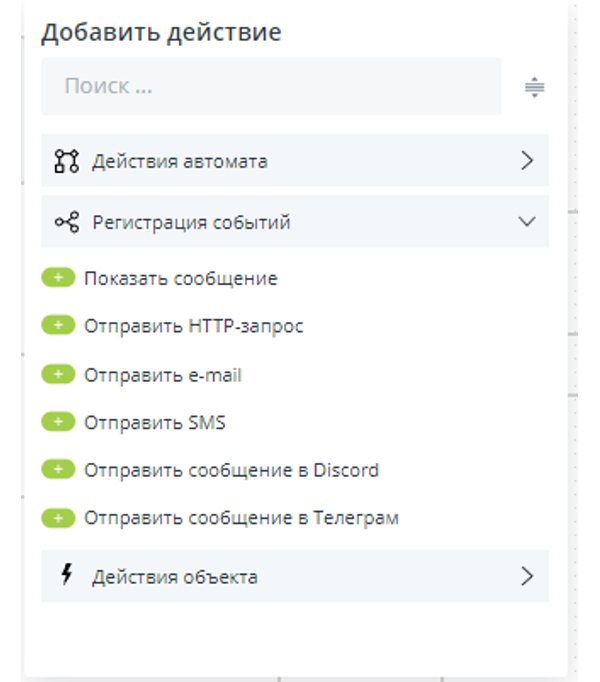 Добавить действие
Поиск ...
Действия автомата
Регистрация событий
Показать сообщение
Отправить HTTP-запрос
Отправить e-mail
Отправить SMS
Отправить сообщение в Discord
Отправить сообщение в Телеграм
Действия объекта